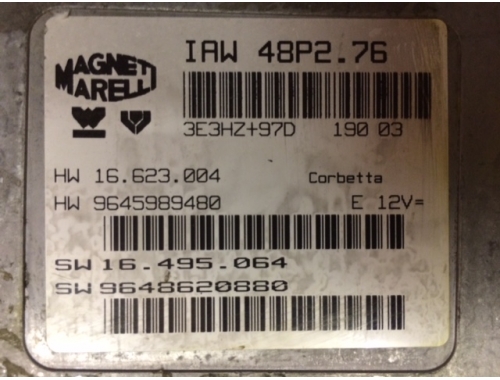 MAGNETI
MARELLI
IAW 48P2.76
3E3HZ+97D 190 03
HW 16.623.004 Corbetta
HW 9645989480 E 12V=
SW 16.495.064
SW 9648620880